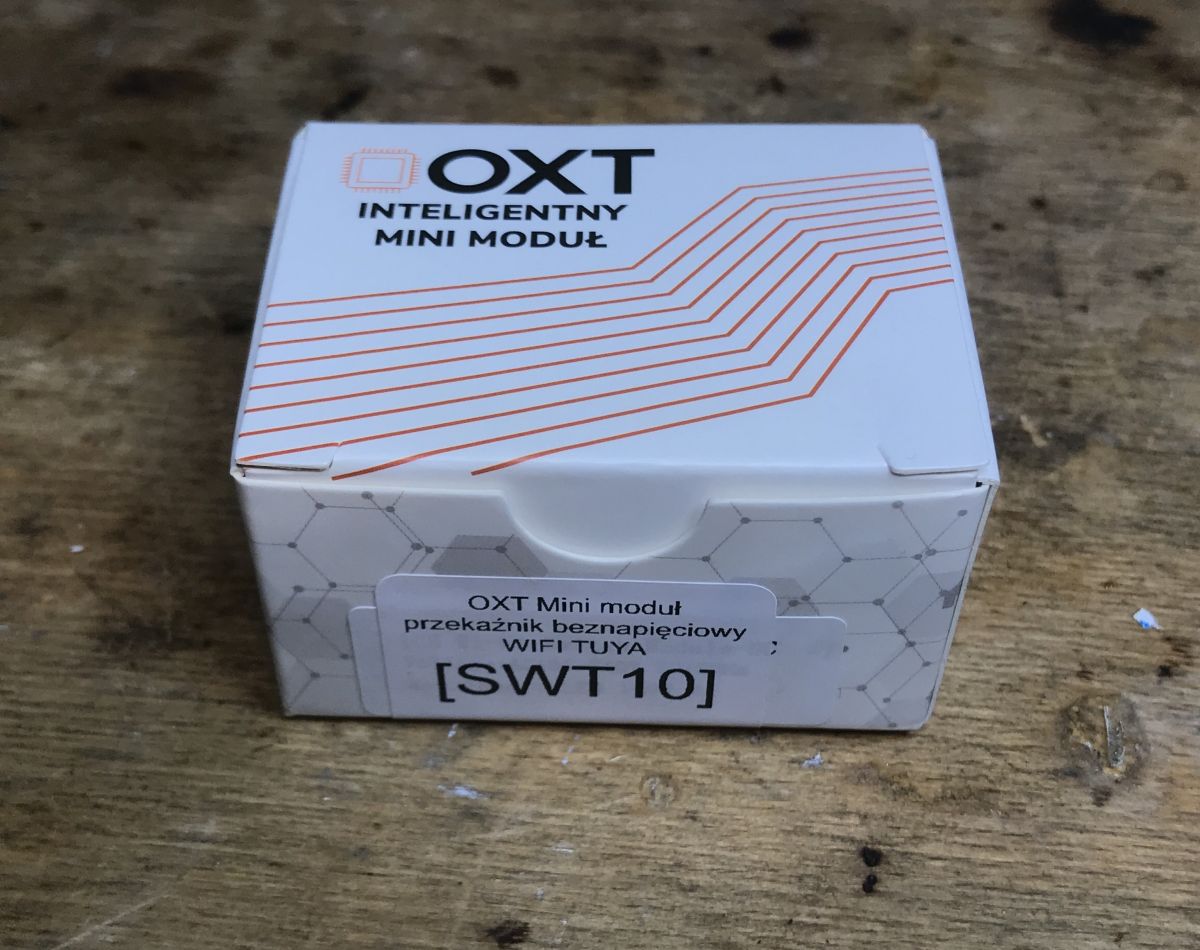 OXT
INTELIGENTNY
MINI MODUŁ
OXT Mini moduł
przekaźnik beznapięciowy
WIFI TUYA
[SWT10]